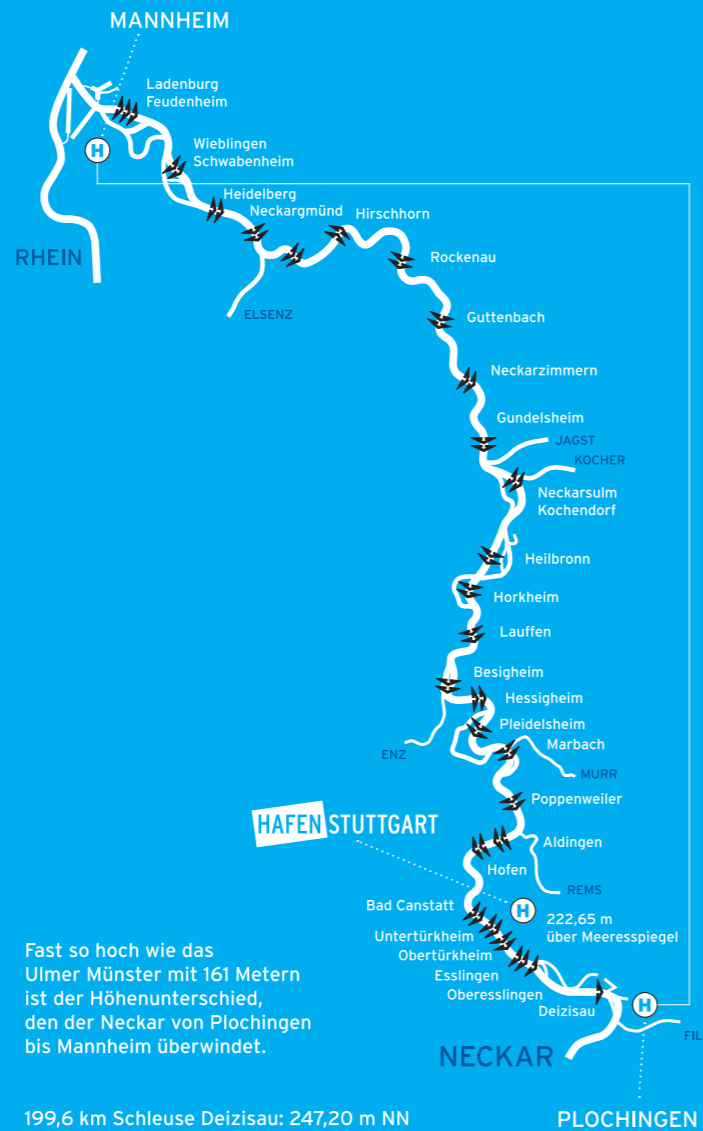 MANNHEIM
Ladenburg
Feudenheim
H
Wieblingen
Schwabenheim
Heidelberg
Neckargmünd
Hirschhorn
RHEIN
Rockenau
ELSENZ
Guttenbach
Neckarzimmern
Gundelsheim
JAGST
KOCHER
Neckarsulm
Kochendorf
Heilbronn
Horkheim
Lauffen
Besigheim
Hessigheim
Pleidelsheim
Marbach
ENZ
MURR
Poppenweiler
HAFEN STUTTGART
Aldingen
Hofen
REMS
Bad Canstatt
H
222,65 m
über Meeresspiegel
Untertürkheim
Obertürkheim
Esslingen
Oberesslingen
Deizisau
H
FIL
Fast so hoch wie das
Ulmer Münster mit 161 Metern
ist der Höhenunterschied,
den der Neckar von Plochingen
bis Mannheim überwindet.
NECKAR
199,6 km Schleuse Deizisau: 247,20 m NN
PLOCHINGEN